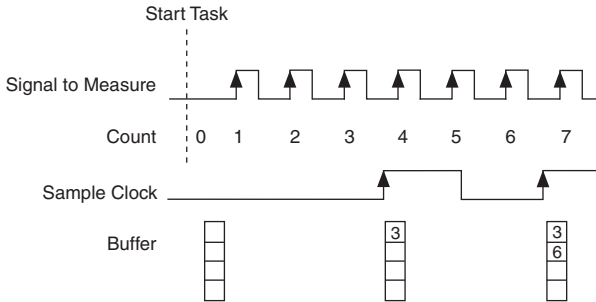 Start Task
Signal to Measure
Count 0 1 2 3 4 5 6 7
Sample Clock
Buffer 3 3
6